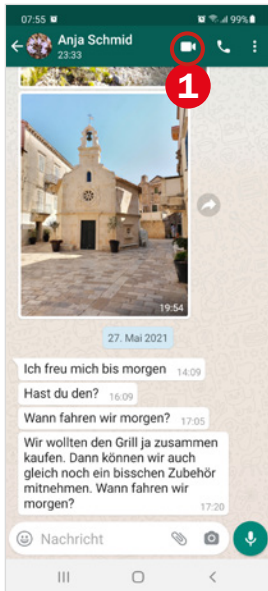 07:55
99%
Anja Schmid
23:33
1
19:54
27. Mai 2021
Ich freu mich bis morgen 14:09
Hast du den? 16:09
Wann fahren wir morgen? 17:05
Wir wollten den Grill ja zusammen
kaufen. Dann können wir auch
gleich noch ein bisschen Zubehör
mitnehmen. Wann fahren wir
morgen? 17:20
Nachricht